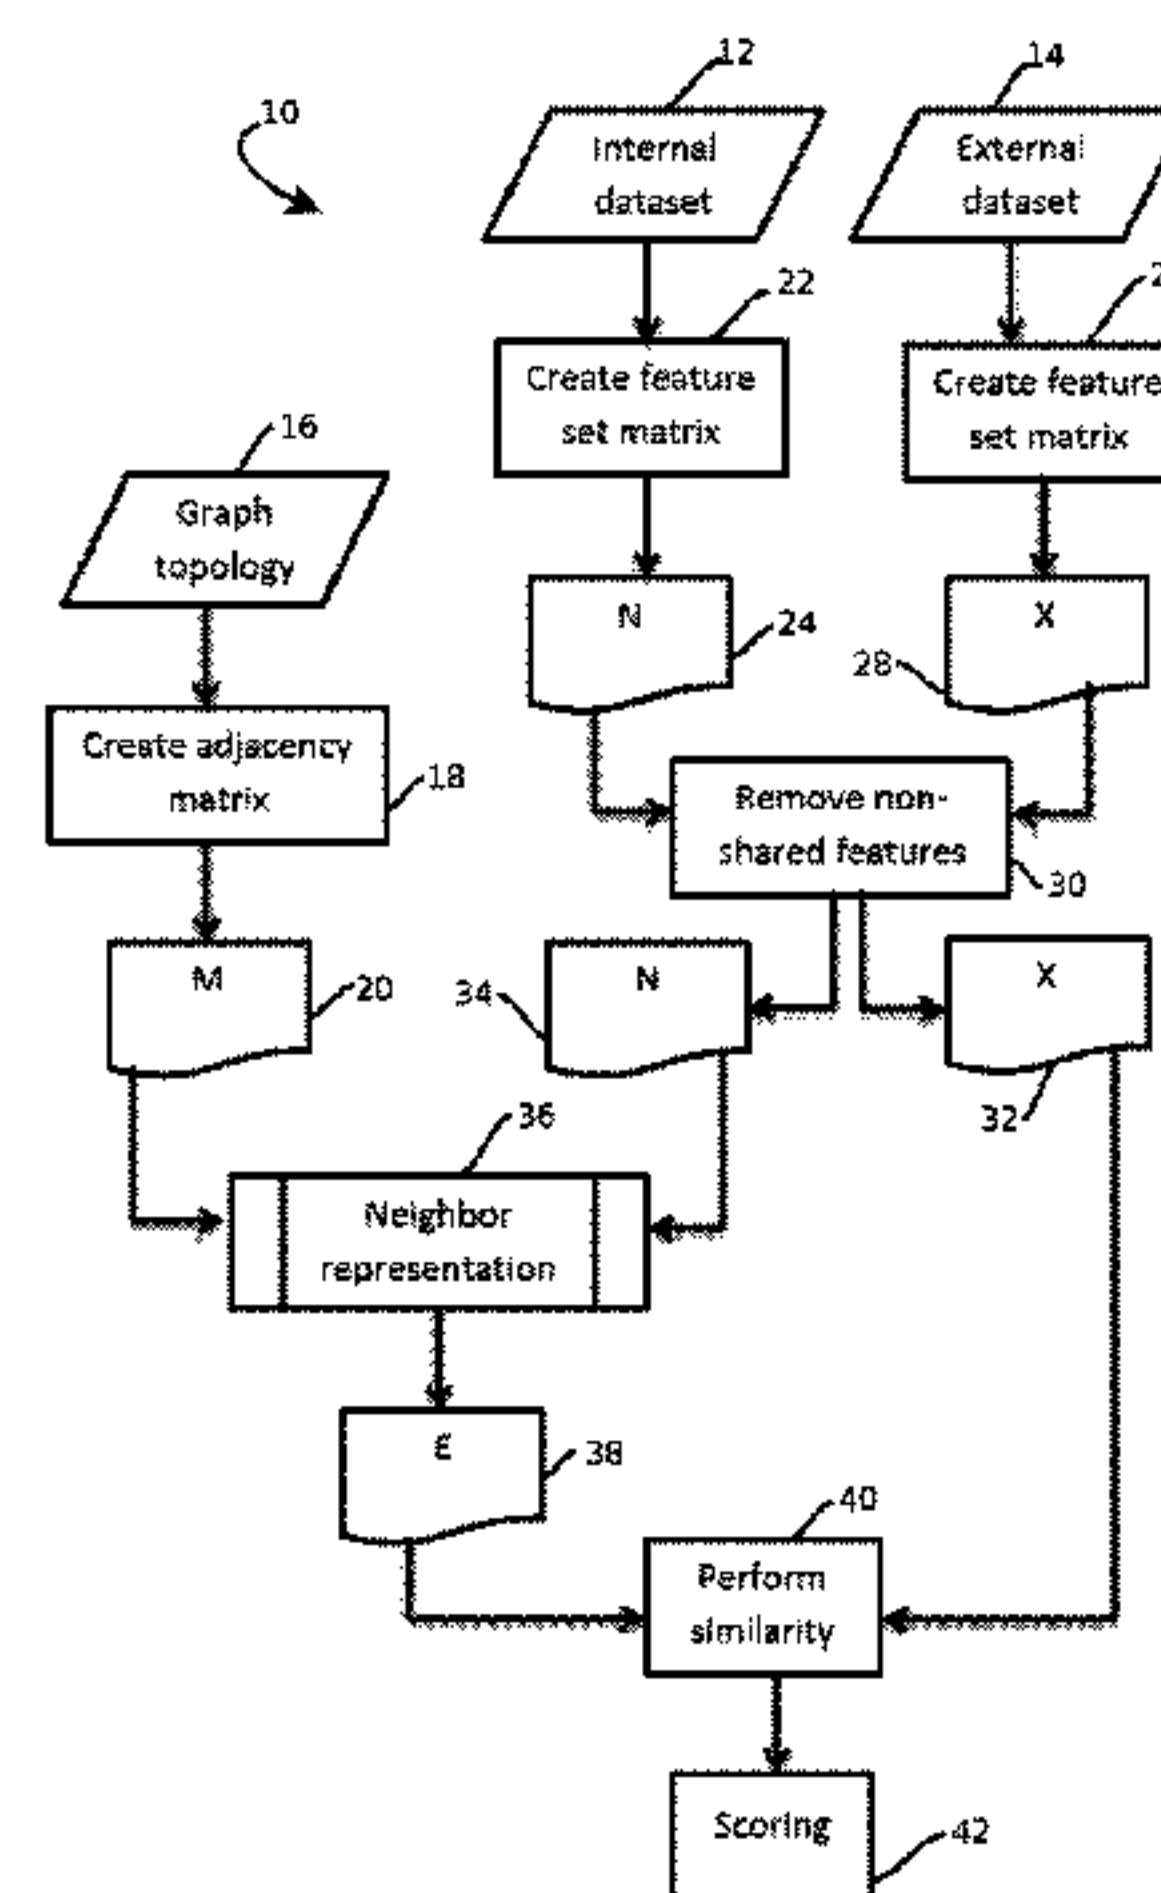 12
14
10
Internal
dataset
External
dataset
22
2
Create feature
set matrix
Create feature
set matrix
16
Graph
topology
N
24
X
28
Create adjacency
matrix
18
Remove non-
shared features
30
M
20
34
N
X
32
36
Neighbor
representation
E
38
40
Perform
similarity
Scoring
42